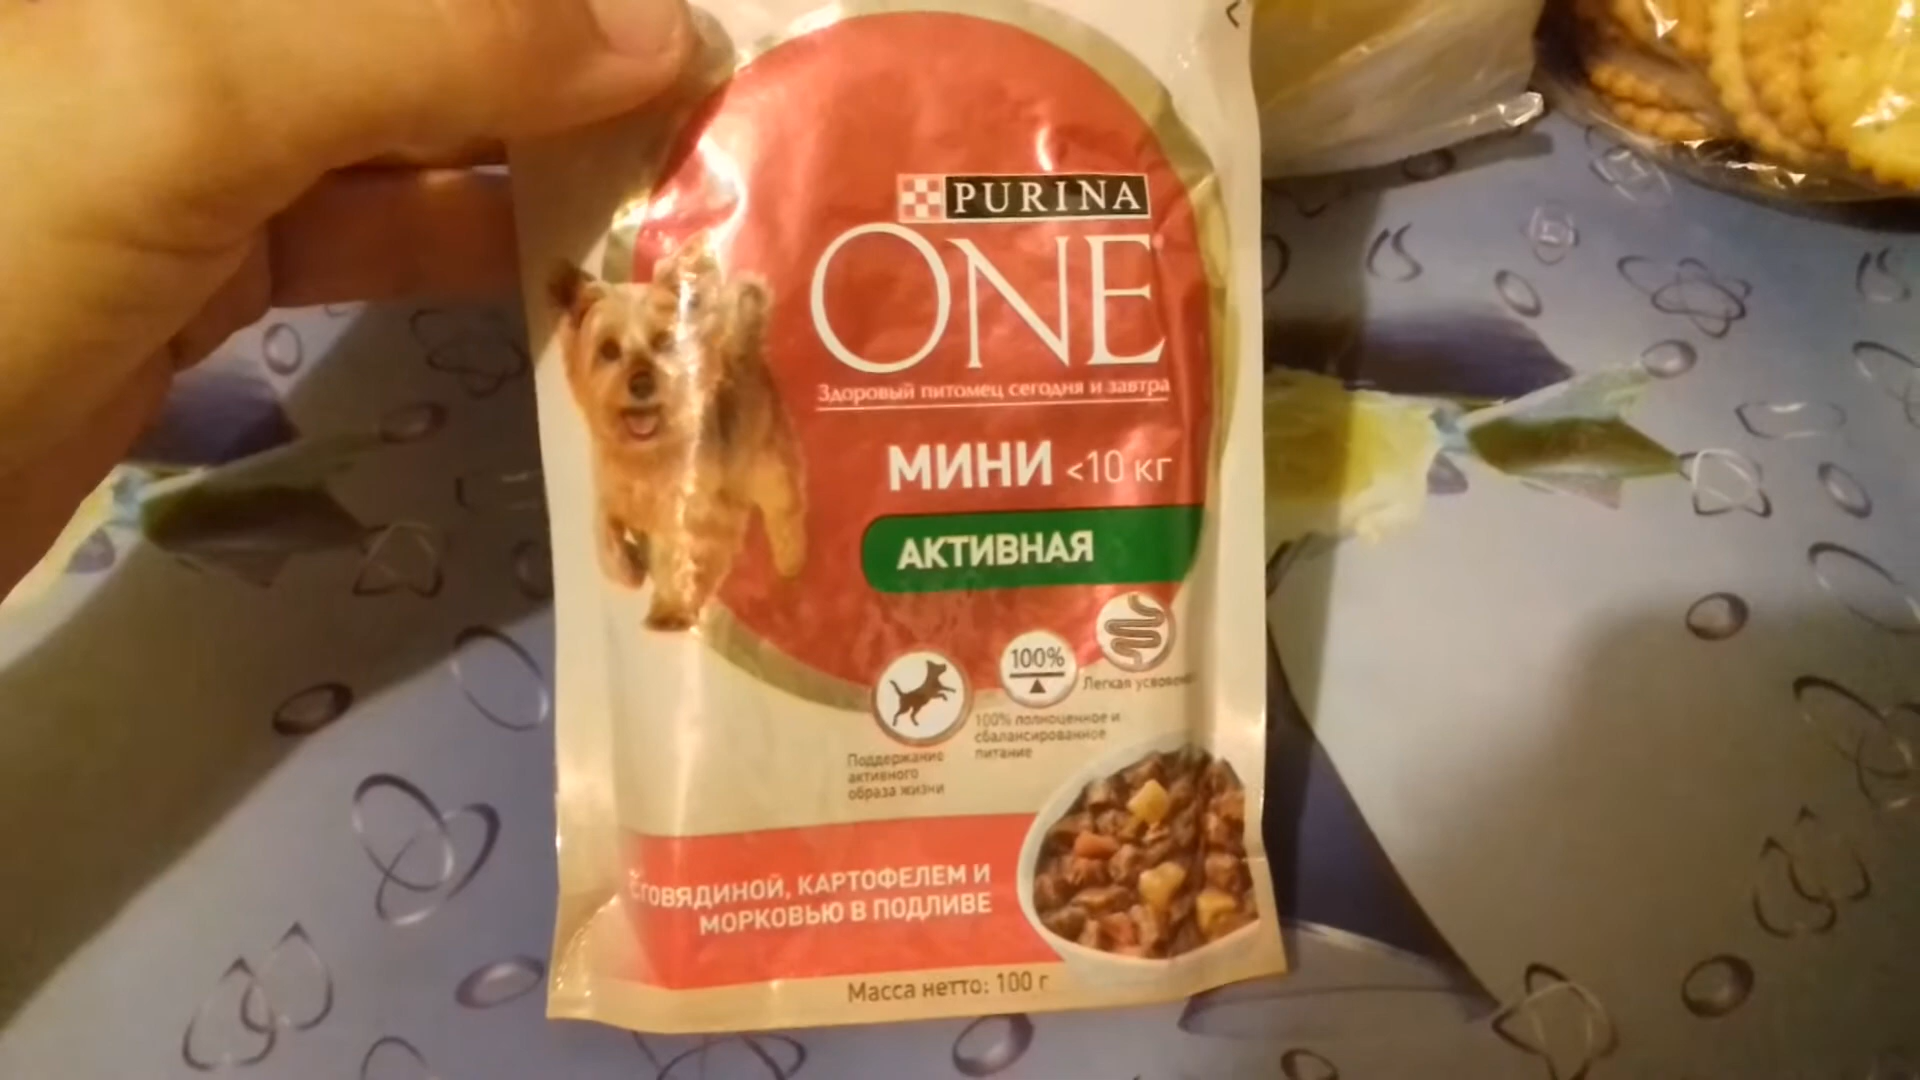 PURINA
ONE
Здоровый питомец сегодня и завтра
МИНИ <10 кг
АКТИВНАЯ
100%
Легкая
100% полноценное и
сбалансированное
питание
Поддержание
активного
образа жизни
С ГОВЯДИНОЙ, КАРТОФЕЛЕМ И
МОРКОВЬЮ В ПОДЛИВЕ
Масса нетто: 100 г